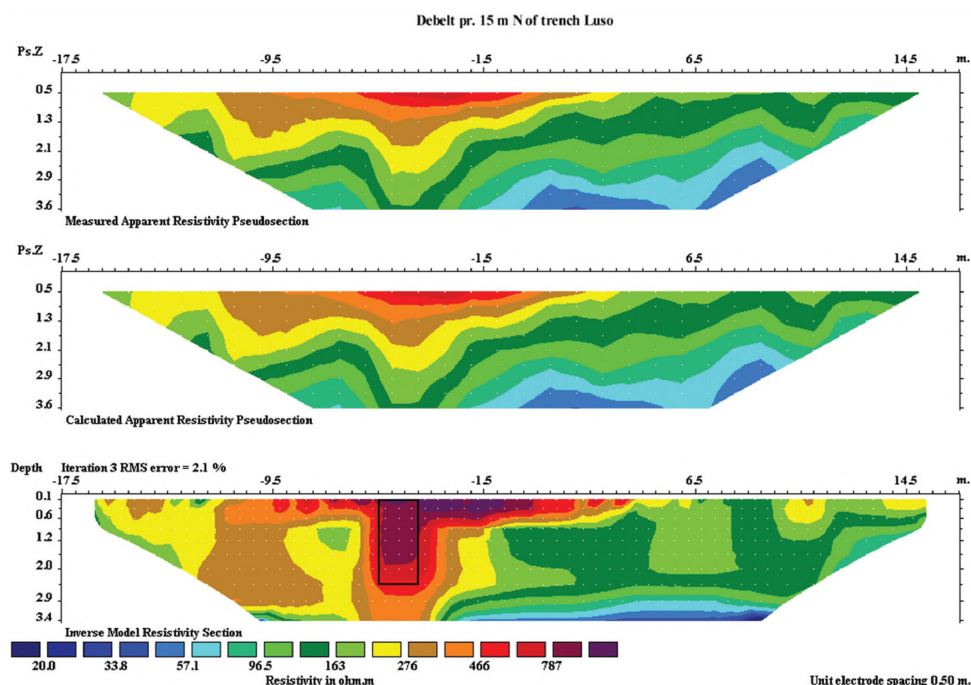 Debelt pr. 15 m N of trench Luso
Ps.Z -17.5 -9.5 -1.5 6.5 14.5 m.
0.5
1.3
2.1
2.9
3.6
Measured Apparent Resistivity Pseudosection
Ps.Z -17.5 -9.5 -1.5 6.5 14.5 m.
0.5
1.3
2.1
2.9
3.6
Calculated Apparent Resistivity Pseudosection
Depth Iteration 3 RMS error = 2.1 %
-17.5 -9.5 -1.5 6.5 14.5 m.
0.1
0.6
1.2
2.0
2.9
3.4
Inverse Model Resistivity Section
20.0 33.8 57.1 96.5 163 276 466 787
Resistivity in ohm.m
Unit electrode spacing 0.50 m.